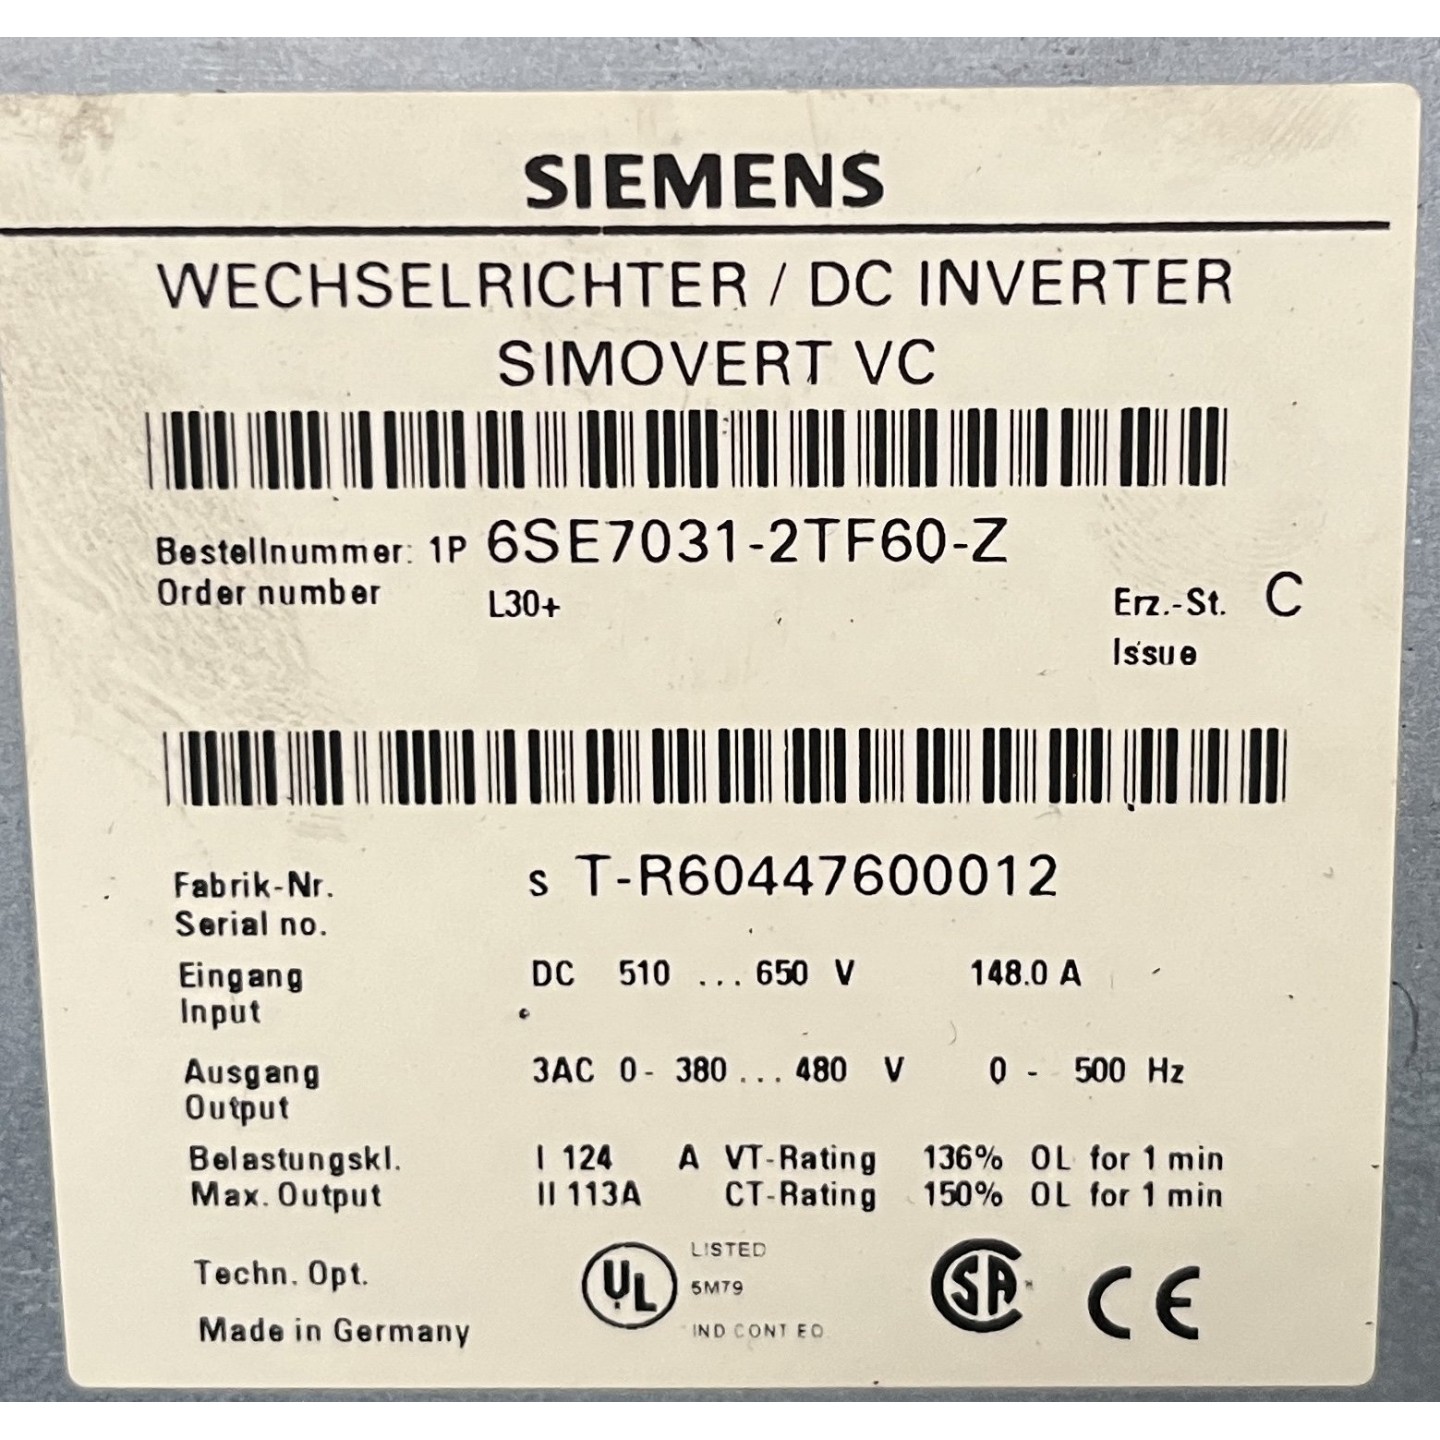 SIEMENS
WECHSELRICHTER / DC INVERTER
SIMOVERT VC
Bestellnummer: 1P 6SE7031-2TF60-Z
Order number L30+ Erz.-St. C
Issue
Fabrik-Nr. S T-R60447600012
Serial no.
Eingang DC 510 ... 650 V 148.0 A
Input
Ausgang 3AC 0 - 380 ... 480 V 0 - 500 Hz
Output
Belastungskl. I 124 A VT-Rating 136% OL for 1 min
Max. Output II 113A CT-Rating 150% OL for 1 min
Techn. Opt.
UL LISTED
5M79
IND CONT EQ
SA CE
Made in Germany